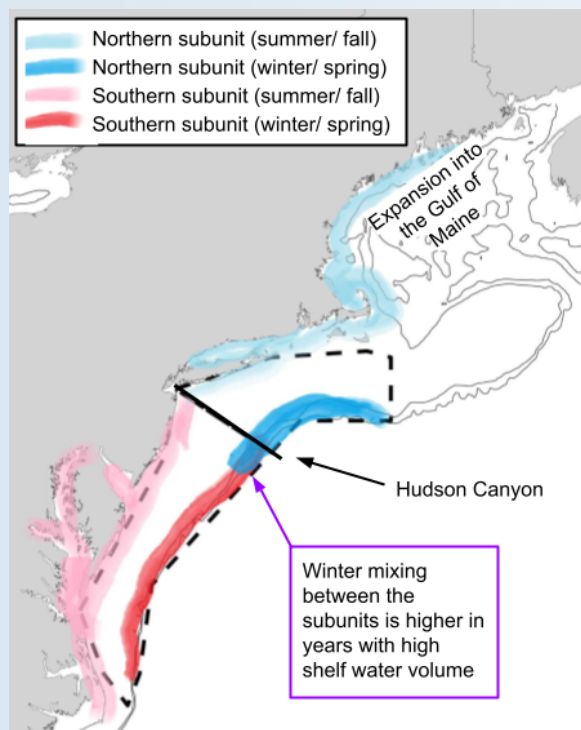 Northern subunit (summer/ fall)
Northern subunit (winter/ spring)
Southern subunit (summer/ fall)
Southern subunit (winter/ spring)
Expansion into
the Gulf of
Maine
Hudson Canyon
Winter mixing
between the
subunits is higher in
years with high
shelf water volume